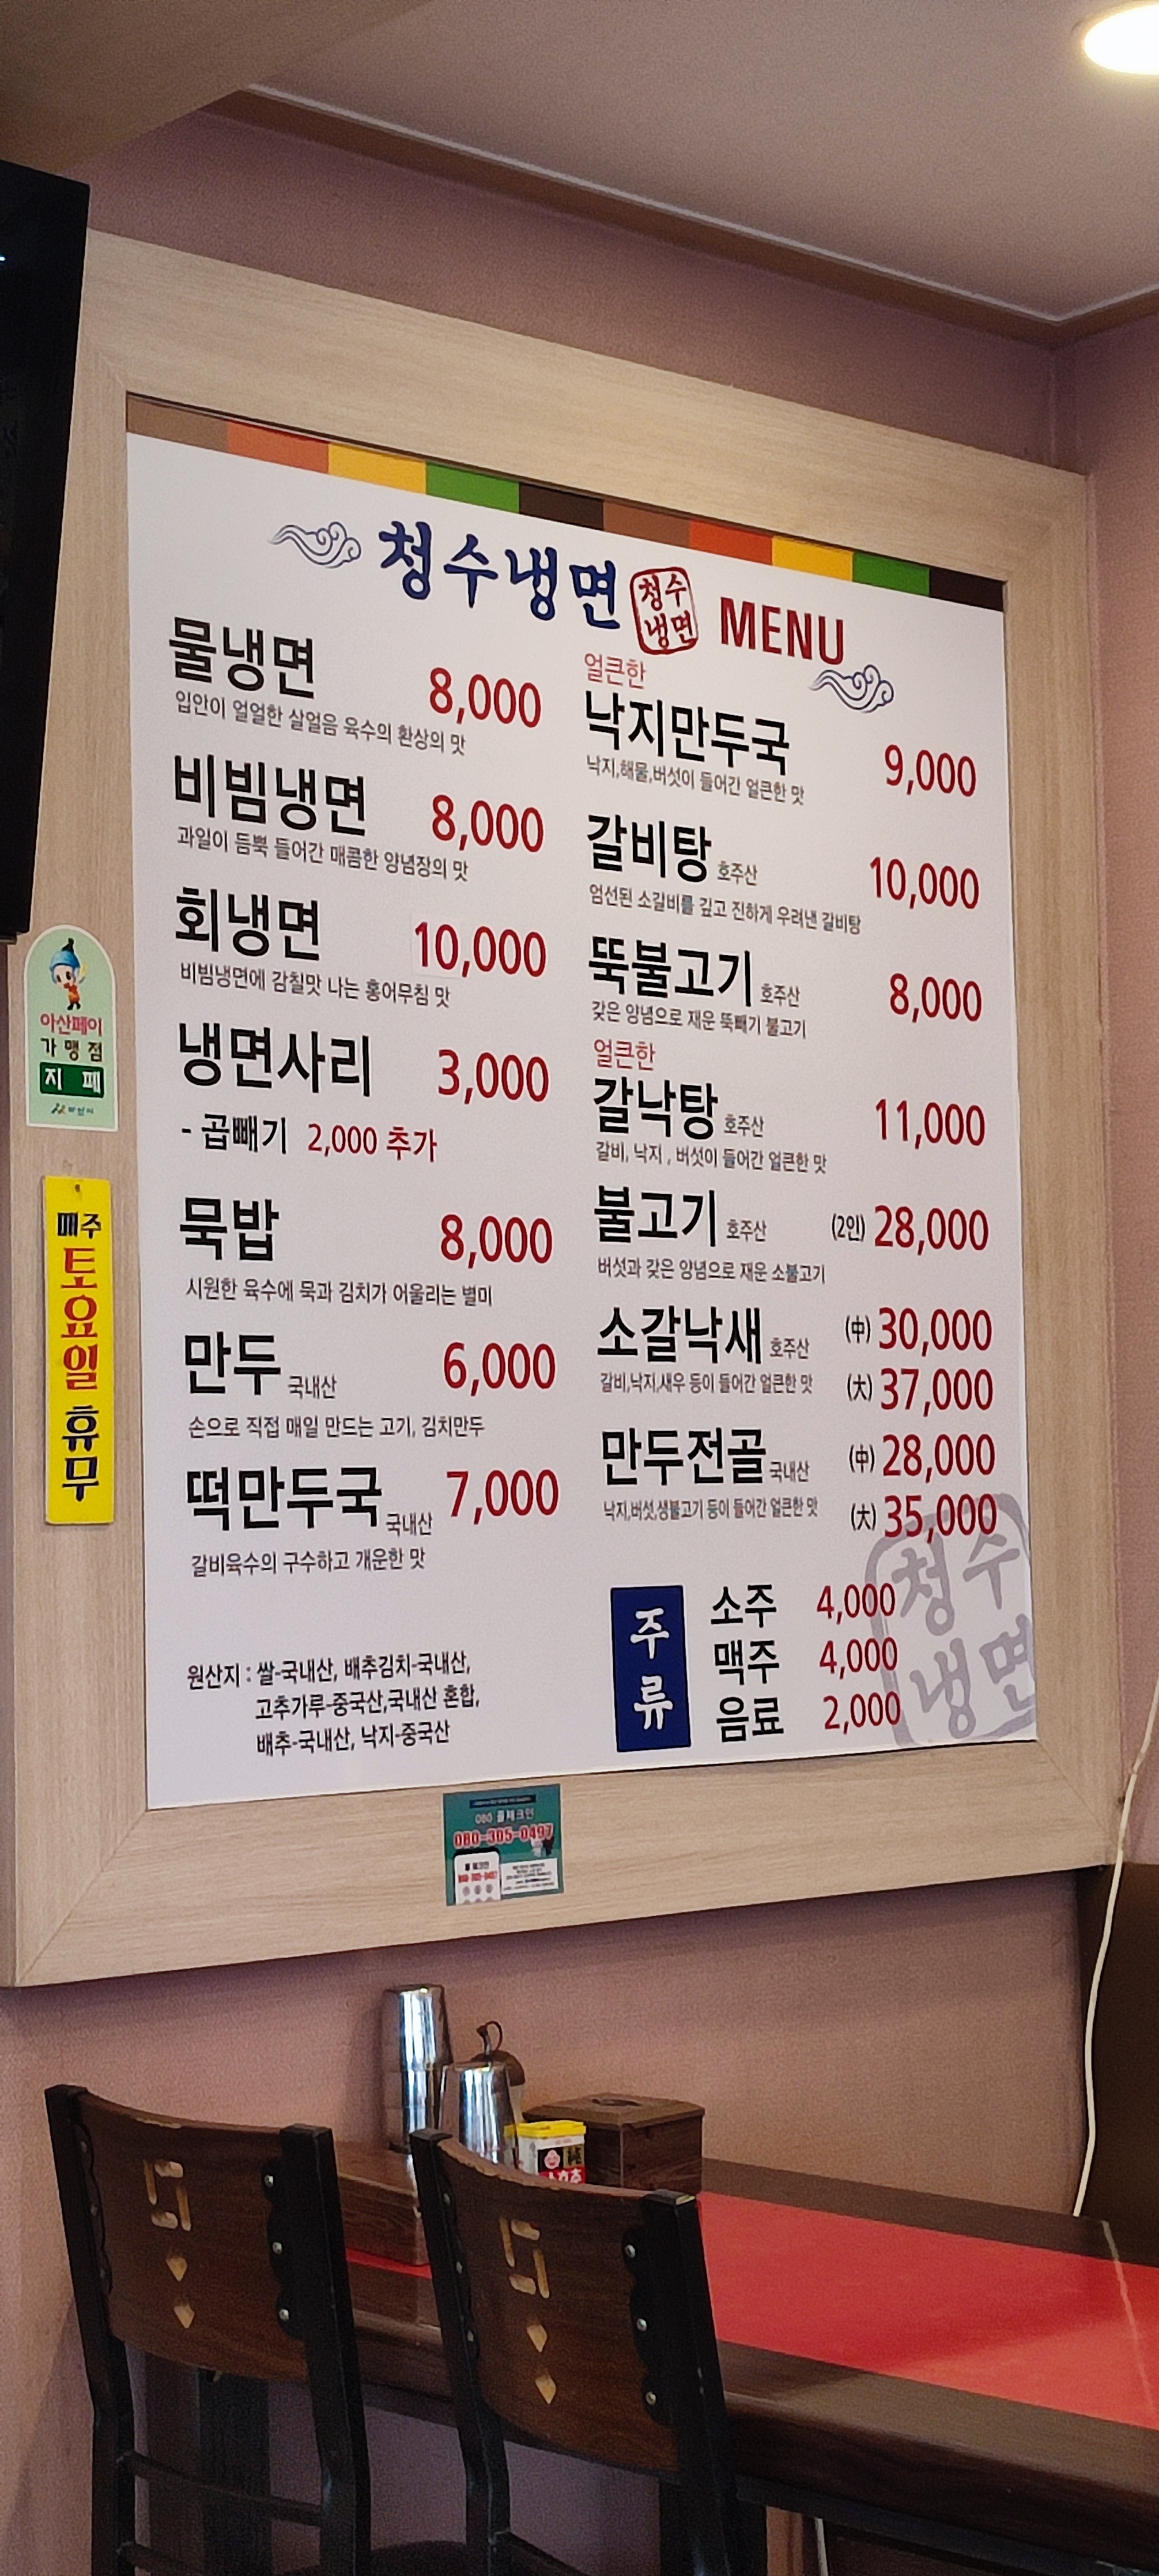 청수냉면 청수냉면 MENU
물냉면 8,000
입안이 얼얼한 살얼음 육수의 환상의 맛
비빔냉면 8,000
과일이 듬뿍 들어간 매콤한 양념장의 맛
회냉면 10,000
비빔냉면에 감칠맛 나는 홍어무침 맛
냉면사리 3,000
- 곱빼기 2,000 추가
묵밥 8,000
시원한 육수에 묵과 김치가 어울리는 별미
만두 국내산 6,000
손으로 직접 매일 만드는 고기, 김치만두
떡만두국 국내산 7,000
갈비육수의 구수하고 개운한 맛
원산지 : 쌀-국내산, 배추김치-국내산,
고추가루-중국산,국내산 혼합,
배추-국내산, 낙지-중국산
얼큰한
낙지만두국 9,000
낙지,해물,버섯이 들어간 얼큰한 맛
갈비탕 호주산 10,000
엄선된 소갈비를 깊고 진하게 우려낸 갈비탕
뚝불고기 호주산 8,000
갖은 양념으로 재운 뚝빼기 불고기
얼큰한
갈낙탕 호주산 11,000
갈비, 낙지 , 버섯이 들어간 얼큰한 맛
불고기 호주산 (2인) 28,000
버섯과 갖은 양념으로 재운 소불고기
소갈낙새 호주산 (中) 30,000
갈비,낙지,새우 등이 들어간 얼큰한 맛 (大) 37,000
만두전골 국내산 (中) 28,000
낙지,버섯,생불고기 등이 들어간 얼큰한 맛 (大) 35,000
주류
소주 4,000
맥주 4,000
음료 2,000
청수
냉면
아산페이
가맹점
지 폐
아산시
매주
토요일
휴무
080 콜체크인
080-305-0497